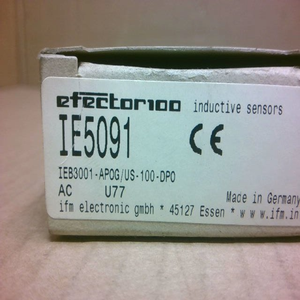 efector100 inductive sensors
IE5091 CE
IEB3001-APOG/US-100-DPO
AC U77
Made in Germany
ifm electronic gmbh * 45127 Essen * www.ifm.in